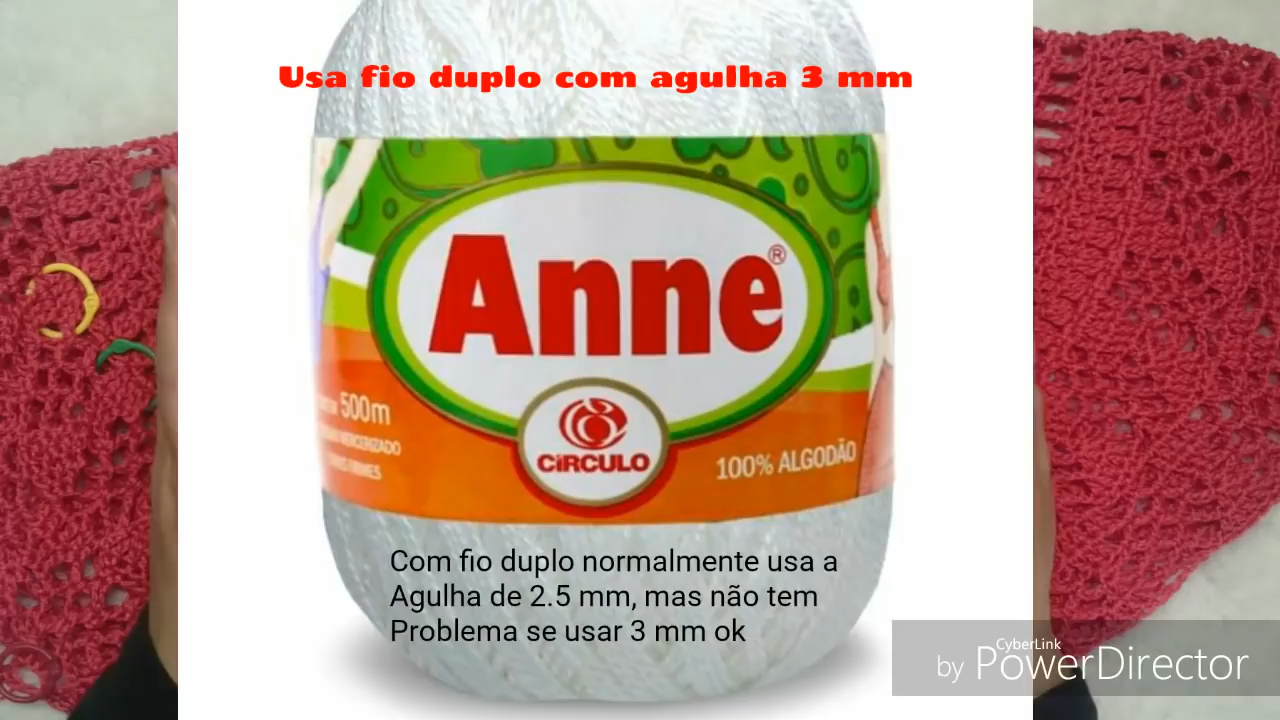 Usa fio duplo com agulha 3 mm
Anne®
500m
CíRCULO
100% ALGODÃO
Com fio duplo normalmente usa a
Agulha de 2.5 mm, mas não tem
Problema se usar 3 mm ok
CyberLink
by PowerDirector